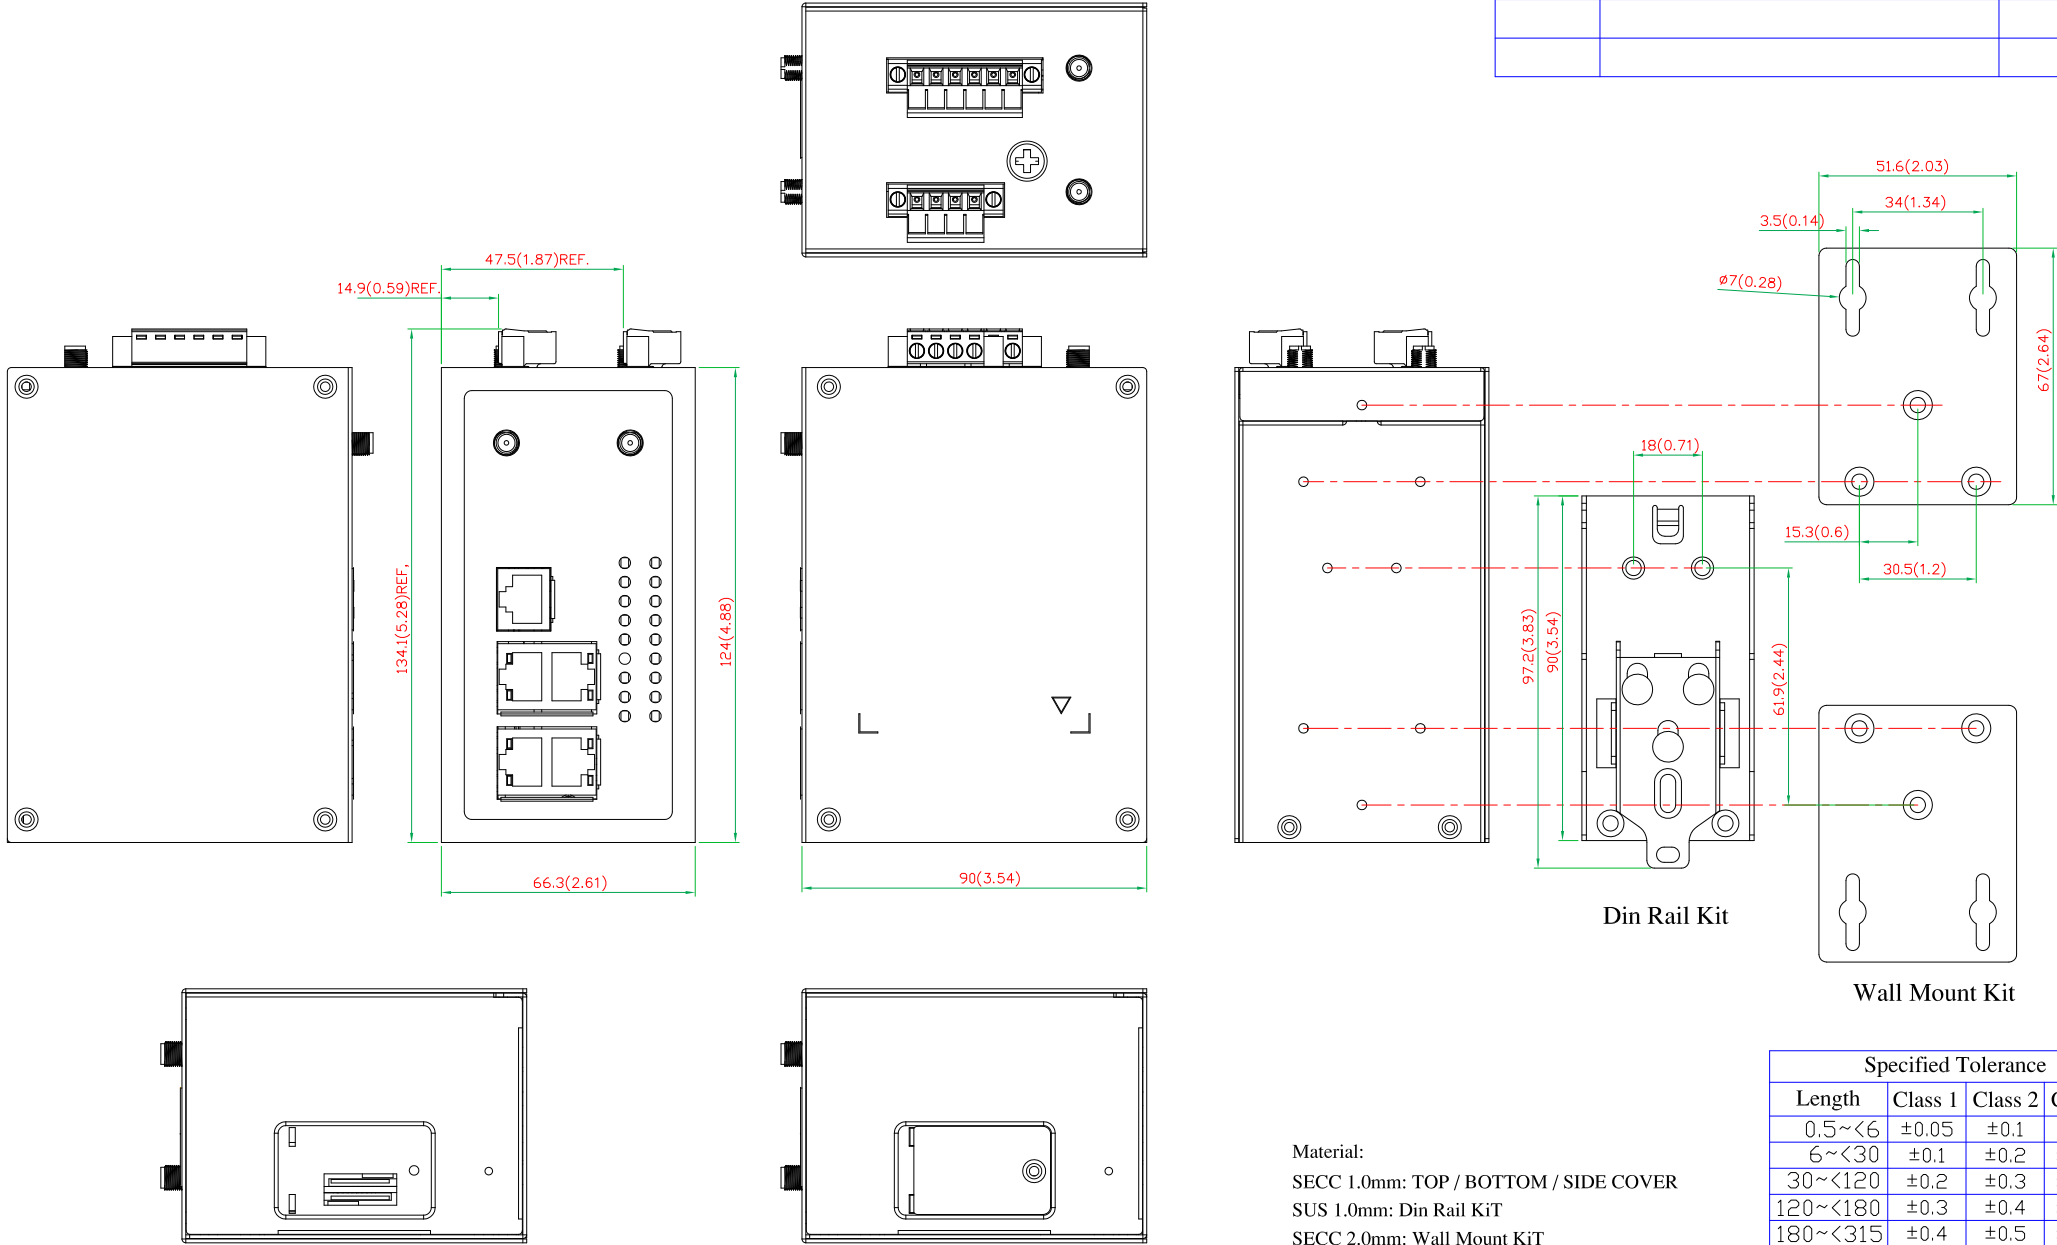 51.6(2.03)
34(1.34)
3.5(0.14)
ø7(0.28)
67(2.64)
47.5(1.87)REF.
14.9(0.59)REF.
134.1(5.28)REF.
124(4.88)
66.3(2.61)
90(3.54)
18(0.71)
15.3(0.6)
30.5(1.2)
97.2(3.83)
90(3.54)
61.9(2.44)
Din Rail Kit
Wall Mount Kit
Material:
SECC 1.0mm: TOP / BOTTOM / SIDE COVER
SUS 1.0mm: Din Rail KiT
SECC 2.0mm: Wall Mount KiT
Specified Tolerance
Length Class 1 Class 2
0.5~<6 ±0.05 ±0.1
6~<30 ±0.1 ±0.2
30~<120 ±0.2 ±0.3
120~<180 ±0.3 ±0.4
180~<315 ±0.4 ±0.5